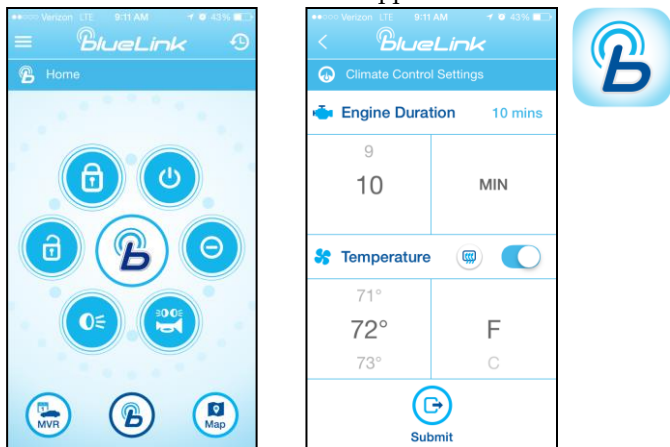 Verizon LTE 9:11 AM 43%
blueLink
Home
MVR
Map
Verizon LTE 9:11 AM 43%
blueLink
Climate Control Settings
Engine Duration 10 mins
9
10 MIN
Temperature
71°
72° F
73° C
Submit